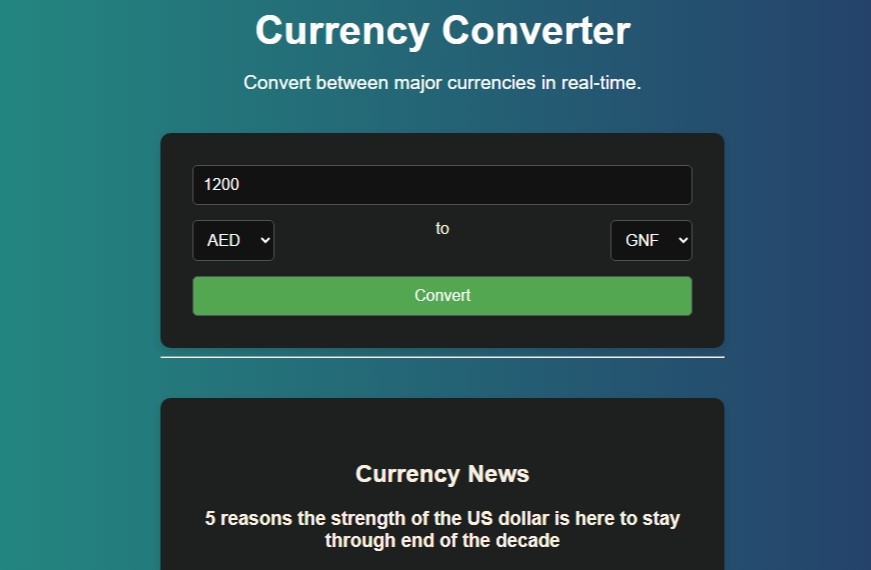 Currency Converter
Convert between major currencies in real-time.
1200
AED to GNF
Convert
Currency News
5 reasons the strength of the US dollar is here to stay
through end of the decade